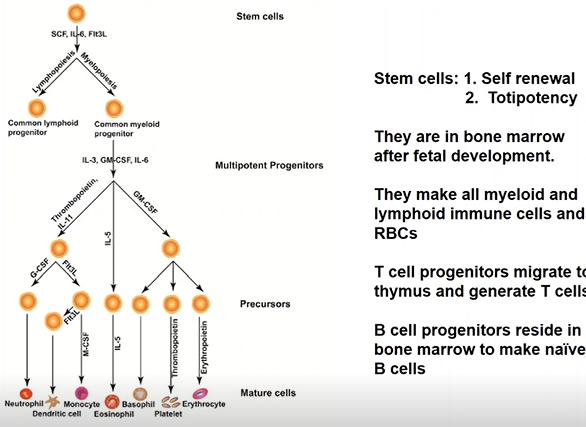 Stem cells
SCF, IL-6, Flt3L
Lymphopoiesis
Myelopoiesis
Common lymphoid
progenitor
Common myeloid
progenitor
IL-3, GM-CSF, IL-6
Multipotent Progenitors
Thrombopoietin,
IL-11
IL-5
GM-CSF
G-CSF
Flt3L
Flt3L
Precursors
M-CSF
IL-5
Thrombopoietin
Erythropoietin
Mature cells
Neutrophil
Dendritic cell
Monocyte
Eosinophil
Basophil
Platelet
Erythrocyte
Stem cells: 1. Self renewal
2. Totipotency
They are in bone marrow
after fetal development.
They make all myeloid and
lymphoid immune cells and
RBCs
T cell progenitors migrate to
thymus and generate T cells
B cell progenitors reside in
bone marrow to make naïve
B cells